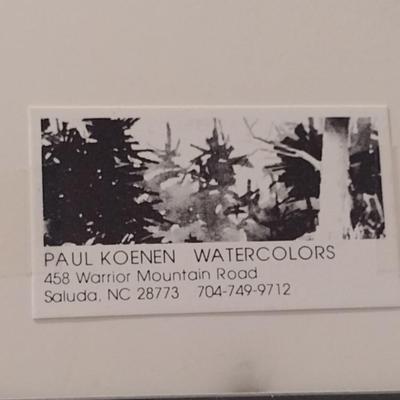 PAUL KOENEN WATERCOLORS
458 Warrior Mountain Road
Saluda, NC 28773 704-749-9712